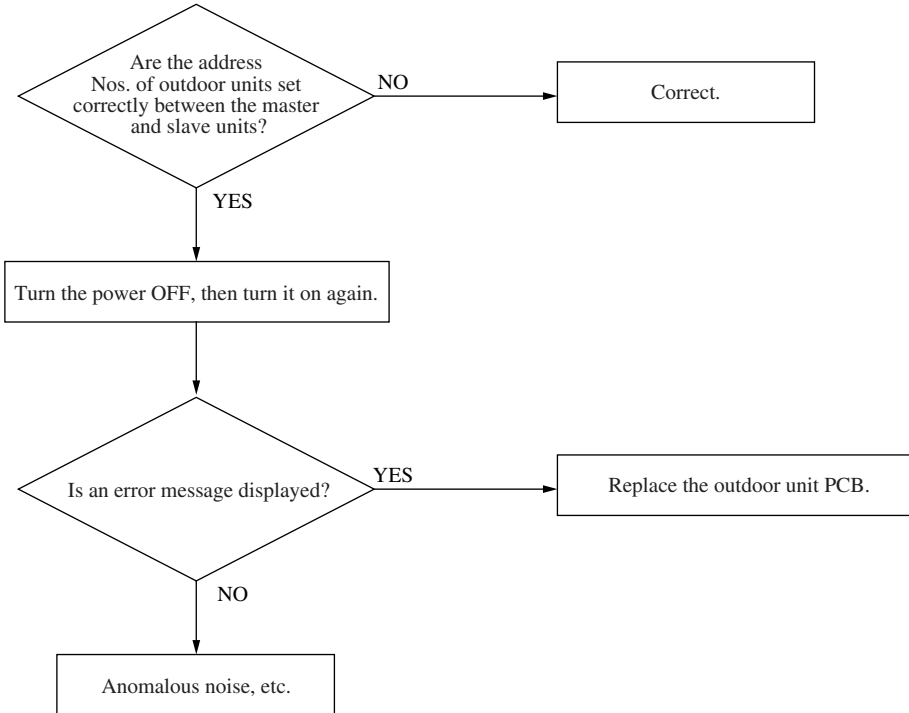 Are the address
Nos. of outdoor units set
correctly between the master
and slave units?
NO
Correct.
YES
Turn the power OFF, then turn it on again.
Is an error message displayed?
YES
Replace the outdoor unit PCB.
NO
Anomalous noise, etc.